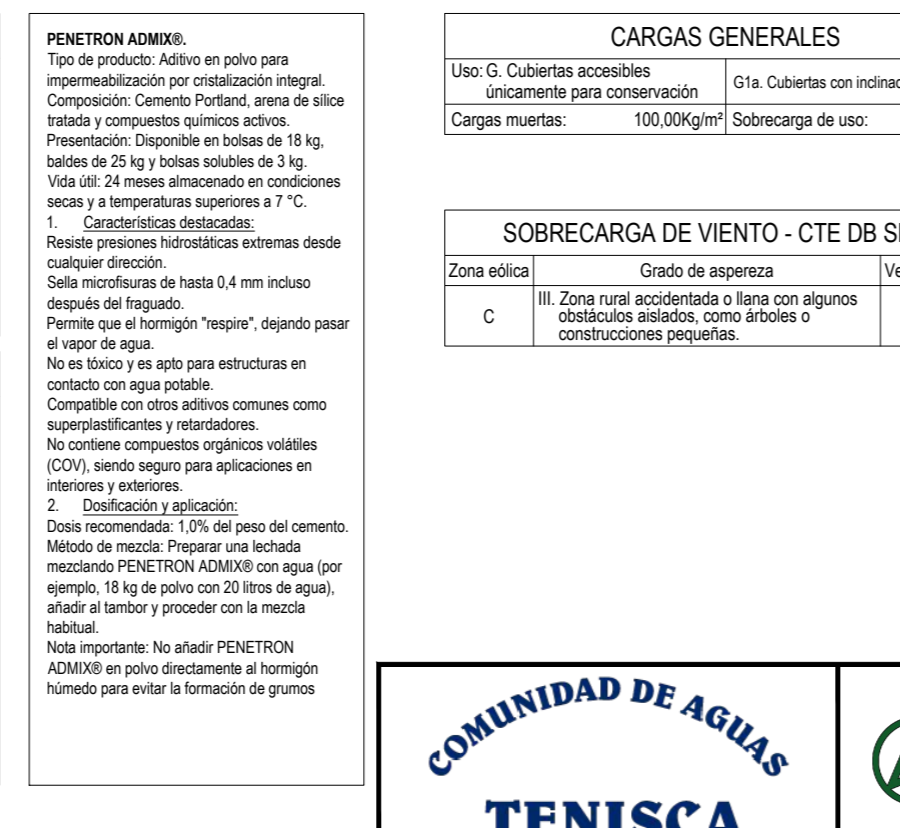 PENETRON ADMIX®.
Tipo de producto: Aditivo en polvo para
impermeabilización por cristalización integral.
Composición: Cemento Portland, arena de sílice
tratada y compuestos químicos activos.
Presentación: Disponible en bolsas de 18 kg,
baldes de 25 kg y bolsas solubles de 3 kg.
Vida útil: 24 meses almacenado en condiciones
secas y a temperaturas superiores a 7 °C.
1. Características destacadas:
Resiste presiones hidrostáticas extremas desde
cualquier dirección.
Sella microfisuras de hasta 0,4 mm incluso
después del fraguado.
Permite que el hormigón "respire", dejando pasar
el vapor de agua.
No es tóxico y es apto para estructuras en
contacto con agua potable.
Compatible con otros aditivos comunes como
superplastificantes y retardadores.
No contiene compuestos orgánicos volátiles
(COV), siendo seguro para aplicaciones en
interiores y exteriores.
2. Dosificación y aplicación:
Dosis recomendada: 1,0% del peso del cemento.
Método de mezcla: Preparar una lechada
mezclando PENETRON ADMIX® con agua (por
ejemplo, 18 kg de polvo con 20 litros de agua),
añadir al tambor y proceder con la mezcla
habitual.
Nota importante: No añadir PENETRON
ADMIX® en polvo directamente al hormigón
húmedo para evitar la formación de grumos
CARGAS GENERALES
Uso: G. Cubiertas accesibles
únicamente para conservación
G1a. Cubiertas con
Cargas muertas: 100,00Kg/m² Sobrecarga de uso:
SOBRECARGA DE VIENTO - CTE DB
Zona eólica Grado de aspereza
C
III. Zona rural accidentada o llana con algunos
obstáculos aislados, como árboles o
construcciones pequeñas.
COMUNIDAD DE AGUAS
TENISCA